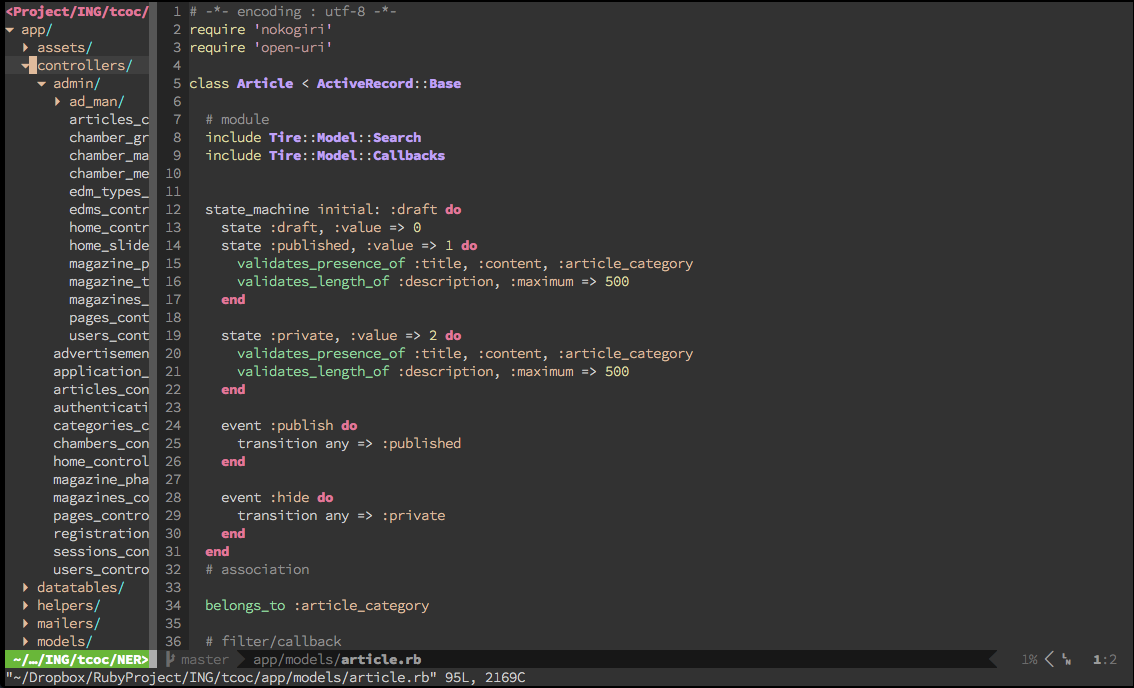 <Project/ING/tcoc/
app/
assets/
controllers/
admin/
ad_man/
articles_c
chamber_gr
chamber_ma
chamber_me
edm_types_
edms_contr
home_contr
home_slide
magazine_p
magazine_t
magazines_
pages_cont
users_cont
advertisemen
application_
articles_con
authenticati
categories_c
chambers_con
home_control
magazine_pha
magazines_co
pages_contro
registration
sessions_con
users_contro
datatables/
helpers/
mailers/
models/
~/…/ING/tcoc/NER>
1 # -*- encoding : utf-8 -*-
2 require 'nokogiri'
3 require 'open-uri'
4
5 class Article < ActiveRecord::Base
6
7   # module
8   include Tire::Model::Search
9   include Tire::Model::Callbacks
10
11
12   state_machine initial: :draft do
13     state :draft, :value => 0
14     state :published, :value => 1 do
15       validates_presence_of :title, :content, :article_category
16       validates_length_of :description, :maximum => 500
17     end
18
19     state :private, :value => 2 do
20       validates_presence_of :title, :content, :article_category
21       validates_length_of :description, :maximum => 500
22     end
23
24     event :publish do
25       transition any => :published
26     end
27
28     event :hide do
29       transition any => :private
30     end
31   end
32   # association
33
34   belongs_to :article_category
35
36   # filter/callback
master app/models/article.rb 1% 1:2
"~/Dropbox/RubyProject/ING/tcoc/app/models/article.rb" 95L, 2169C